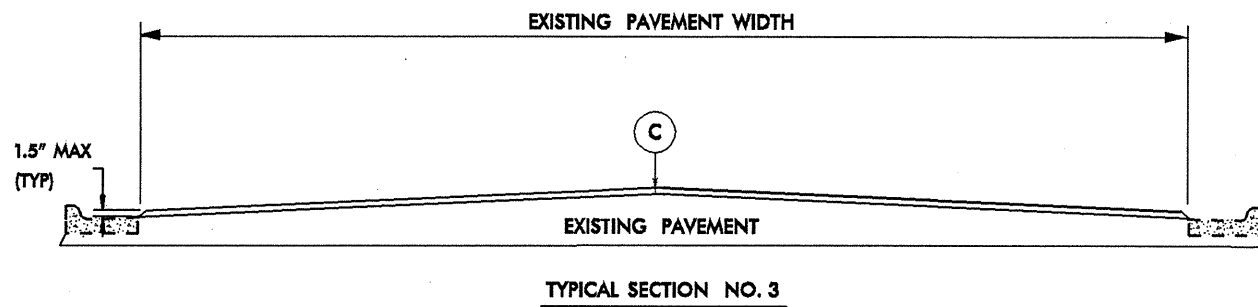 EXISTING PAVEMENT WIDTH
C
1.5" MAX
(TYP)
EXISTING PAVEMENT
TYPICAL SECTION NO. 3